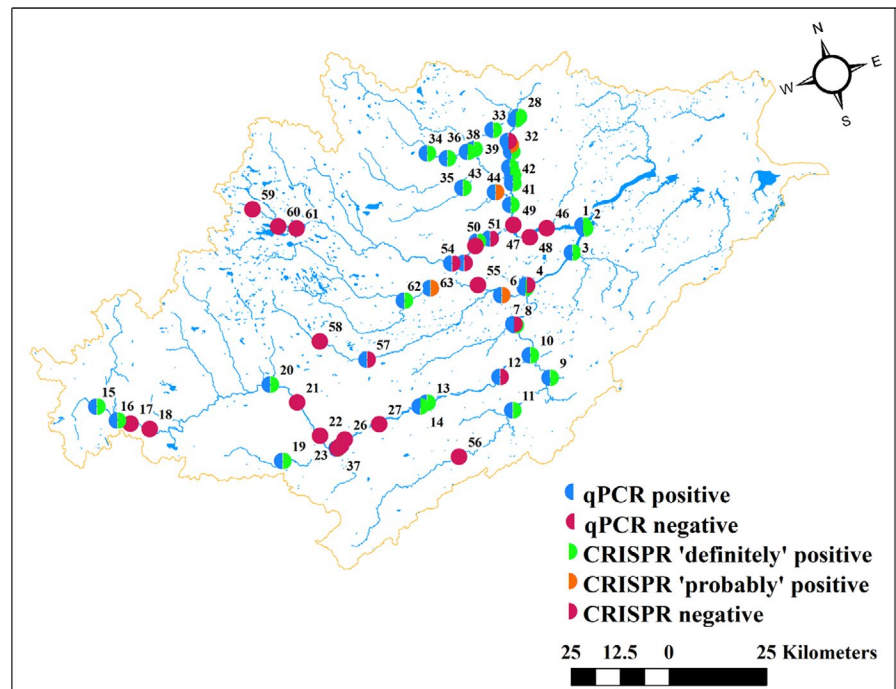 N
W E
S
28
33
32
34 36 38 39
42
43 44
35
41
59
49 46
60 61
1 2
50 51
47 48
3
54
55 4
62 63 6
7 8
58
57
10
12 9
20
15
21
13
11
16 17 18
27
14
22 26
56
19 23 37
qPCR positive
qPCR negative
CRISPR 'definitely' positive
CRISPR 'probably' positive
CRISPR negative
25 12.5 0 25 Kilometers